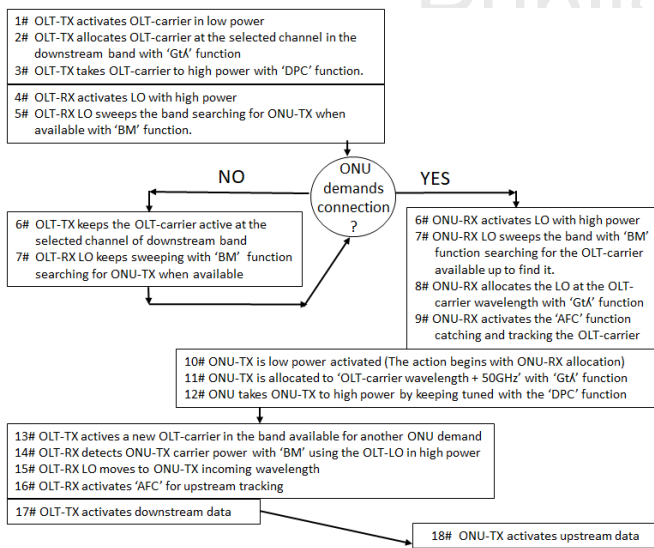 1# OLT-TX activates OLT-carrier in low power
2# OLT-TX allocates OLT-carrier at the selected channel in the
downstream band with ‘Gtʎ’ function
3# OLT-TX takes OLT-carrier to high power with ‘DPC’ function.
4# OLT-RX activates LO with high power
5# OLT-RX LO sweeps the band searching for ONU-TX when
available with ‘BM’ function.
ONU
demands
connection
?
NO
YES
6# OLT-TX keeps the OLT-carrier active at the
selected channel of downstream band
7# OLT-RX LO keeps sweeping with ‘BM’ function
searching for ONU-TX when available
6# ONU-RX activates LO with high power
7# ONU-RX LO sweeps the band with ‘BM’
function searching for the OLT-carrier
available up to find it.
8# ONU-RX allocates the LO at the OLT-
carrier wavelength with ‘Gtʎ’ function
9# ONU-RX activates the ‘AFC’ function
catching and tracking the OLT-carrier
10# ONU-TX is low power activated (The action begins with ONU-RX allocation)
11# ONU-TX is allocated to ‘OLT-carrier wavelength + 50GHz’ with ‘Gtʎ’ function
12# ONU takes ONU-TX to high power by keeping tuned with the ‘DPC’ function
13# OLT-TX actives a new OLT-carrier in the band available for another ONU demand
14# OLT-RX detects ONU-TX carrier power with ‘BM’ using the OLT-LO in high power
15# OLT-RX LO moves to ONU-TX incoming wavelength
16# OLT-RX activates ‘AFC’ for upstream tracking
17# OLT-TX activates downstream data
18# ONU-TX activates upstream data